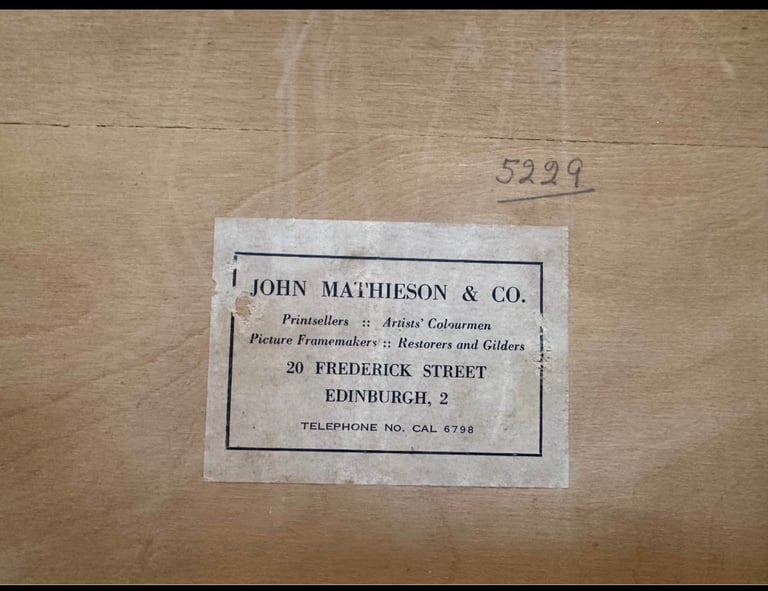 5229
JOHN MATHIESON & CO.
Printsellers :: Artists' Colourmen
Picture Framemakers :: Restorers and Gilders
20 FREDERICK STREET
EDINBURGH, 2
TELEPHONE NO. CAL 6798